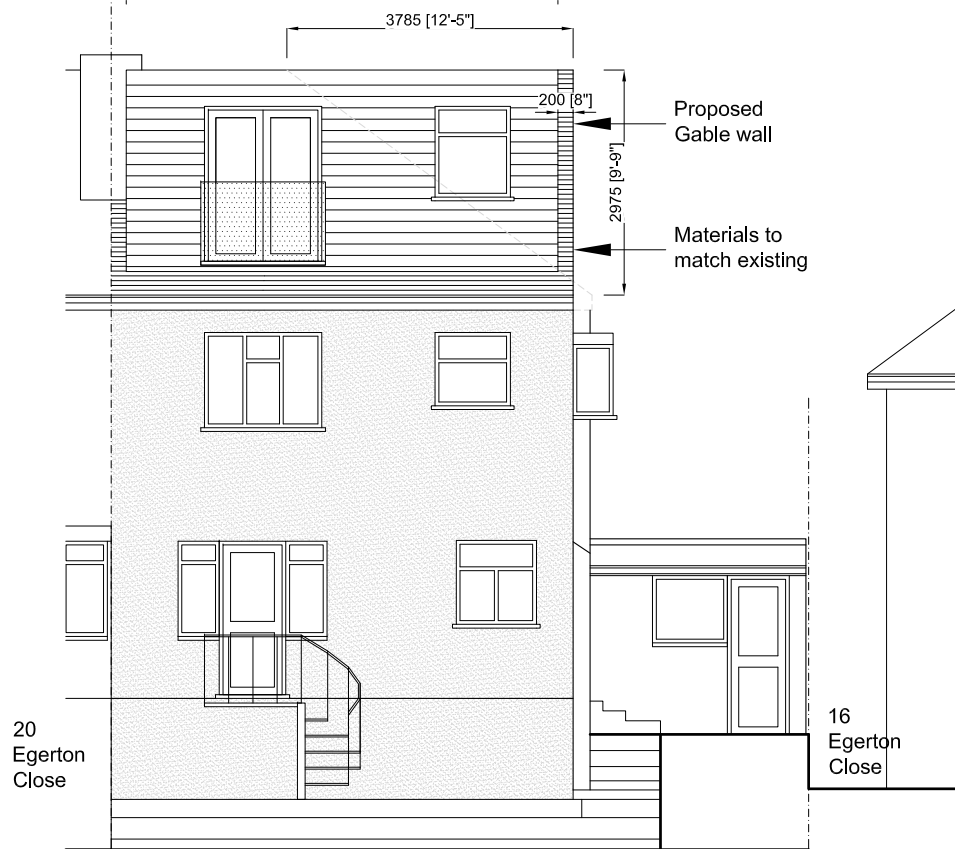 3785 [12'-5"]
200 [8"]
Proposed
Gable wall
2975 [9'-9"]
Materials to
match existing
20
Egerton
Close
16
Egerton
Close